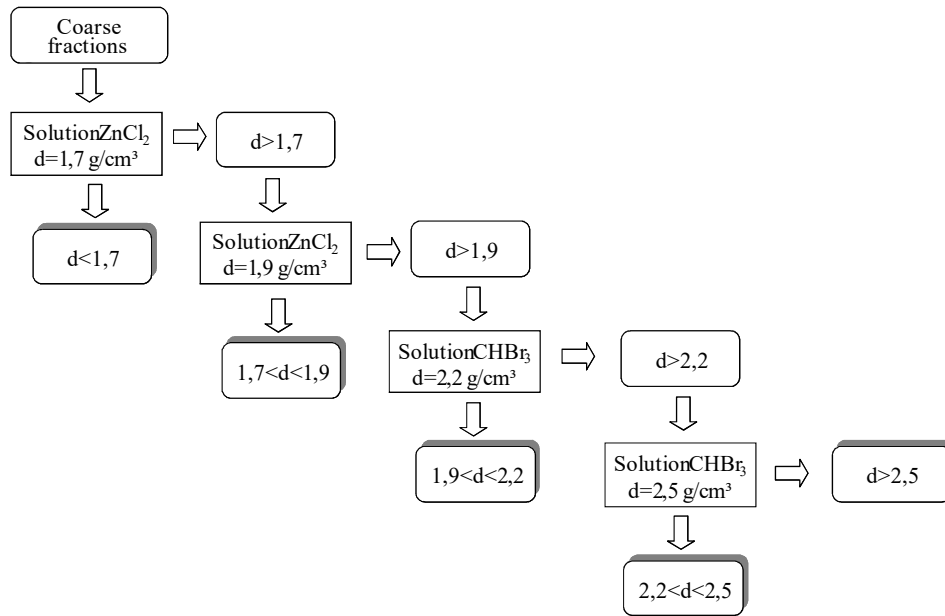 Coarse
fractions
SolutionZnCl₂
d=1,7 g/cm³
d>1,7
d<1,7
SolutionZnCl₂
d=1,9 g/cm³
d>1,9
1,7<d<1,9
SolutionCHBr₃
d=2,2 g/cm³
d>2,2
1,9<d<2,2
SolutionCHBr₃
d=2,5 g/cm³
d>2,5
2,2<d<2,5